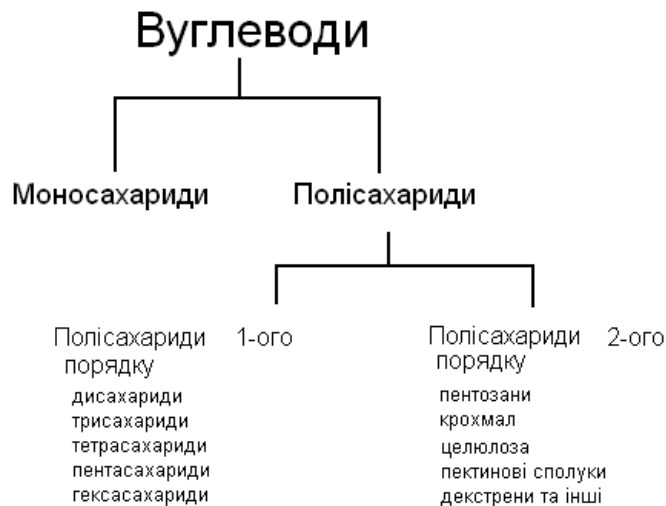 Вуглеводи
Моносахариди
Полісахариди
Полісахариди 1-ого
порядку
дисахариди
трисахариди
тетрасахариди
пентасахариди
гексасахариди
Полісахариди 2-ого
порядку
пентозани
крохмал
целюлоза
пектинові сполуки
декстрени та інші